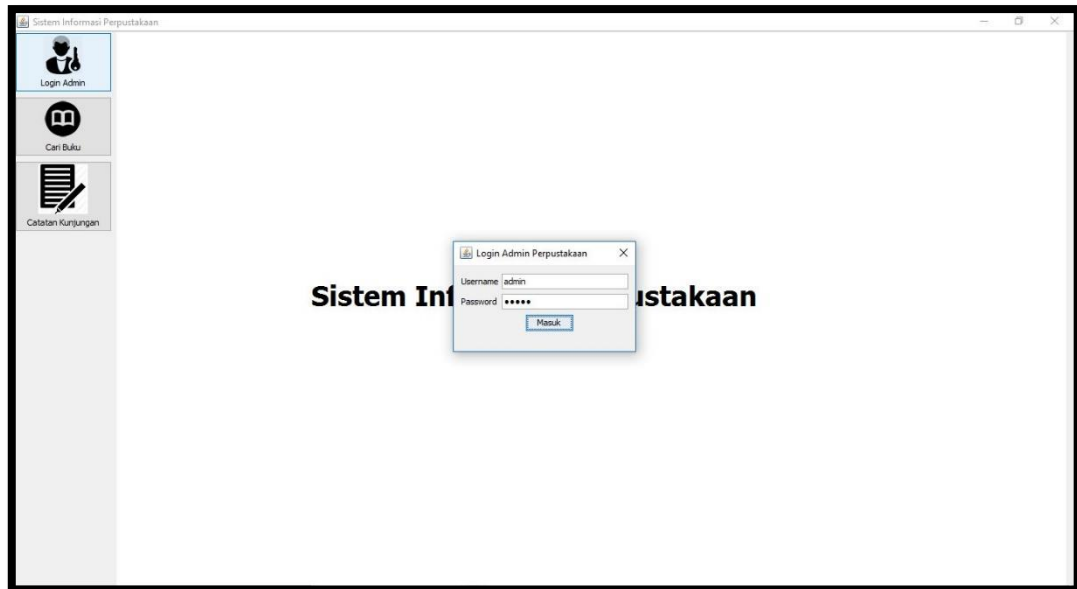 Sistem Informasi Perpustakaan
Login Admin
Cari Buku
Catatan Kunjungan
Login Admin Perpustakaan
Username admin
Password •••••
Masuk
Sistem Inf ustakaan